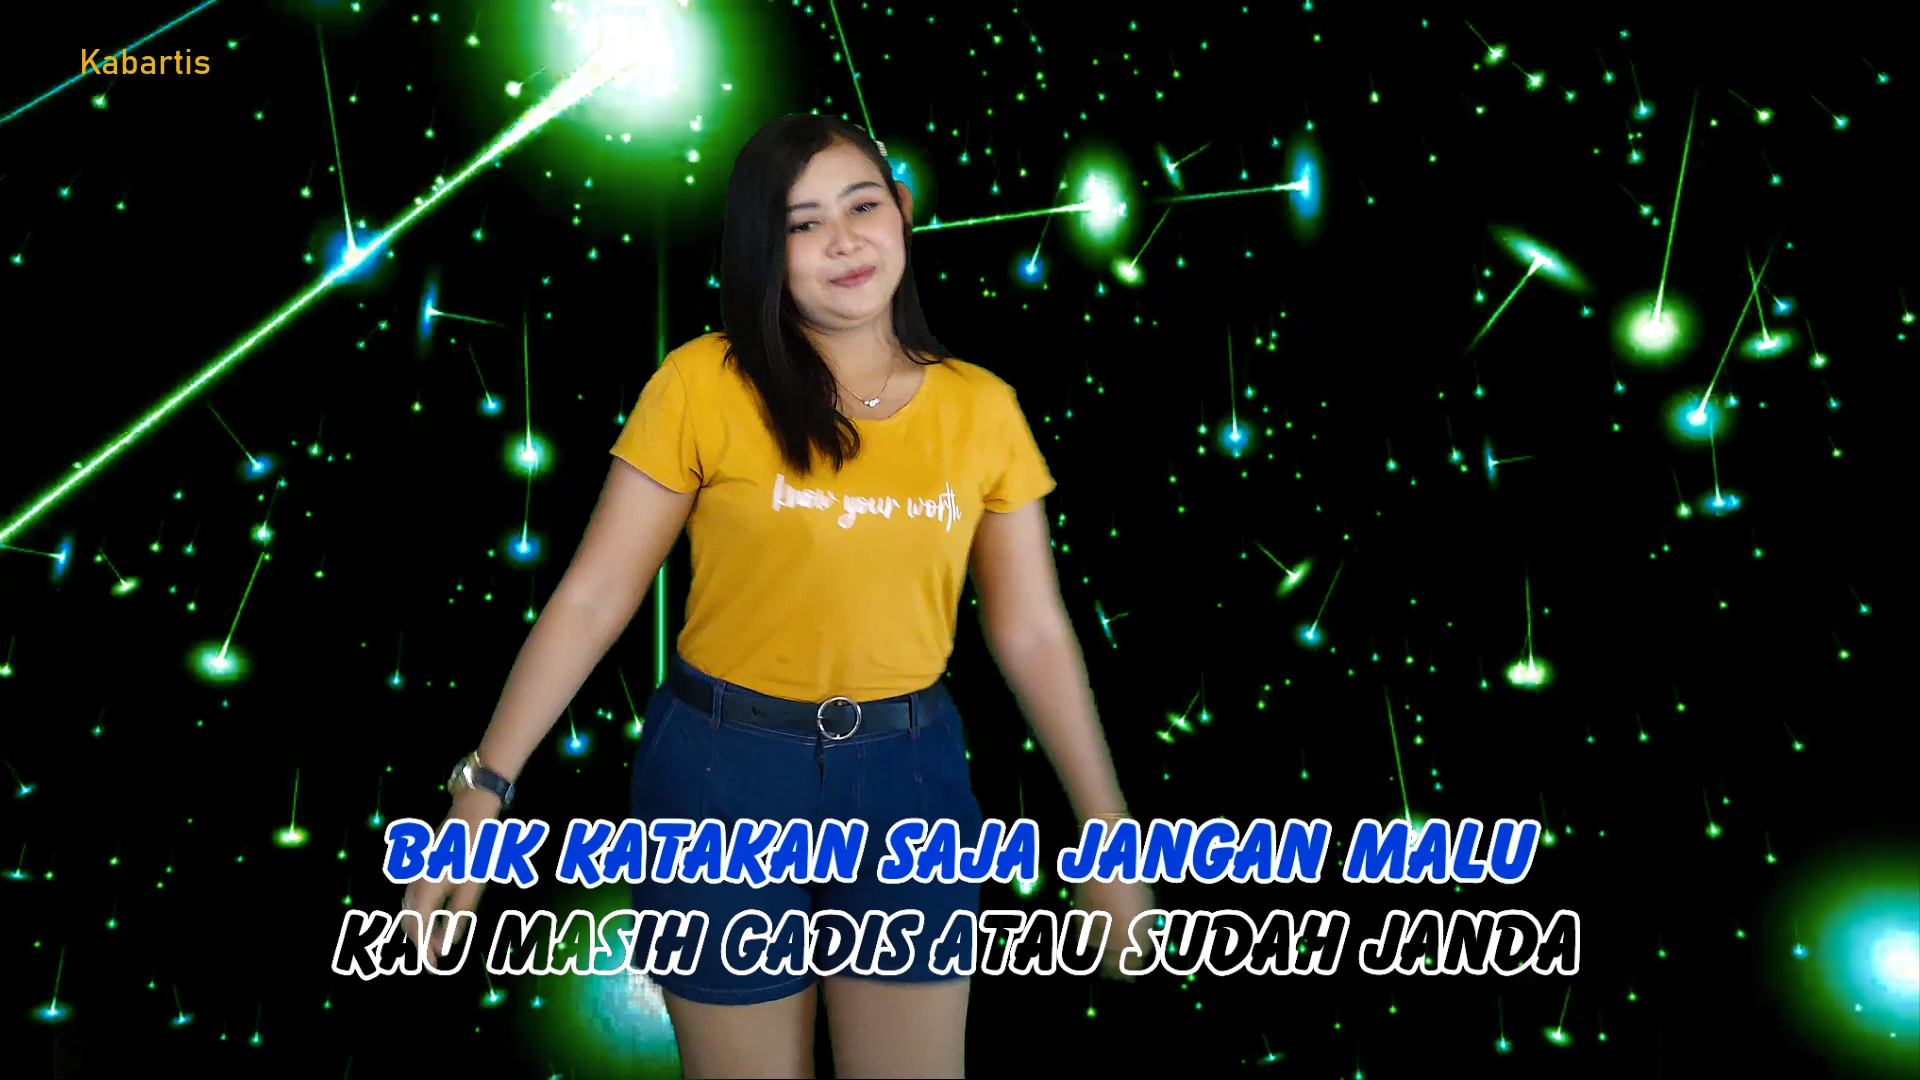 Kabartis
know your worth
BAIK KATAKAN SAJA JANGAN MALU
KAU MASIH GADIS ATAU SUDAH JANDA